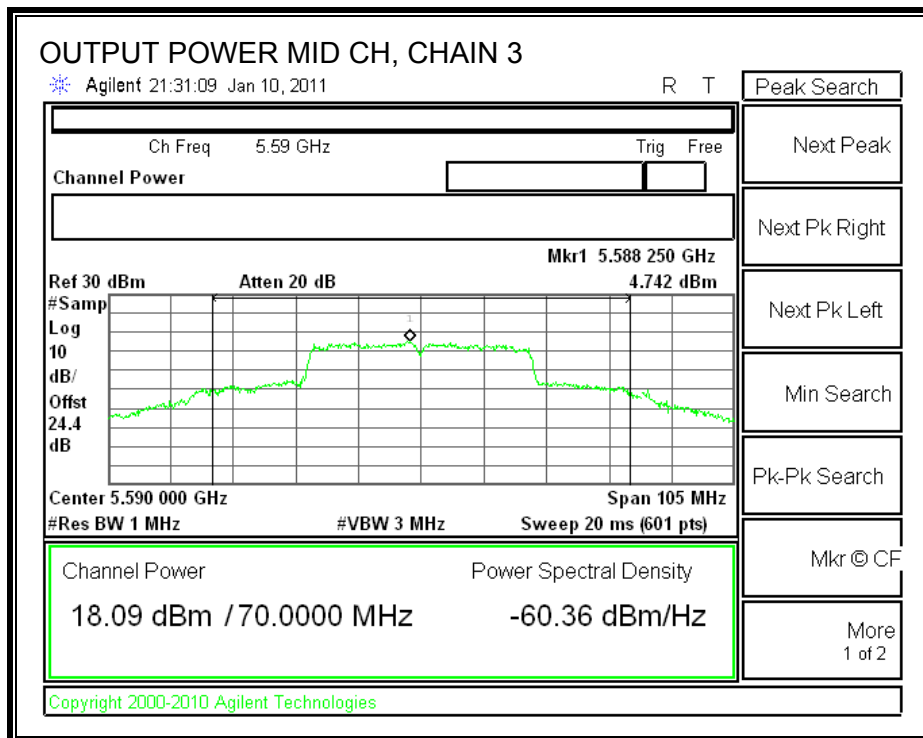 OUTPUT POWER MID CH, CHAIN 3
Agilent 21:31:09 Jan 10, 2011 R T
Peak Search
Ch Freq 5.59 GHz Trig Free
Channel Power
Mkr1 5.588 250 GHz
Ref 30 dBm Atten 20 dB 4.742 dBm
#Samp
Log
10
dB/
Offst
24.4
dB
1
Center 5.590 000 GHz Span 105 MHz
#Res BW 1 MHz #VBW 3 MHz Sweep 20 ms (601 pts)
Channel Power Power Spectral Density
18.09 dBm / 70.0000 MHz -60.36 dBm/Hz
Next Peak
Next Pk Right
Next Pk Left
Min Search
Pk-Pk Search
Mkr © CF
More
1 of 2
Copyright 2000-2010 Agilent Technologies